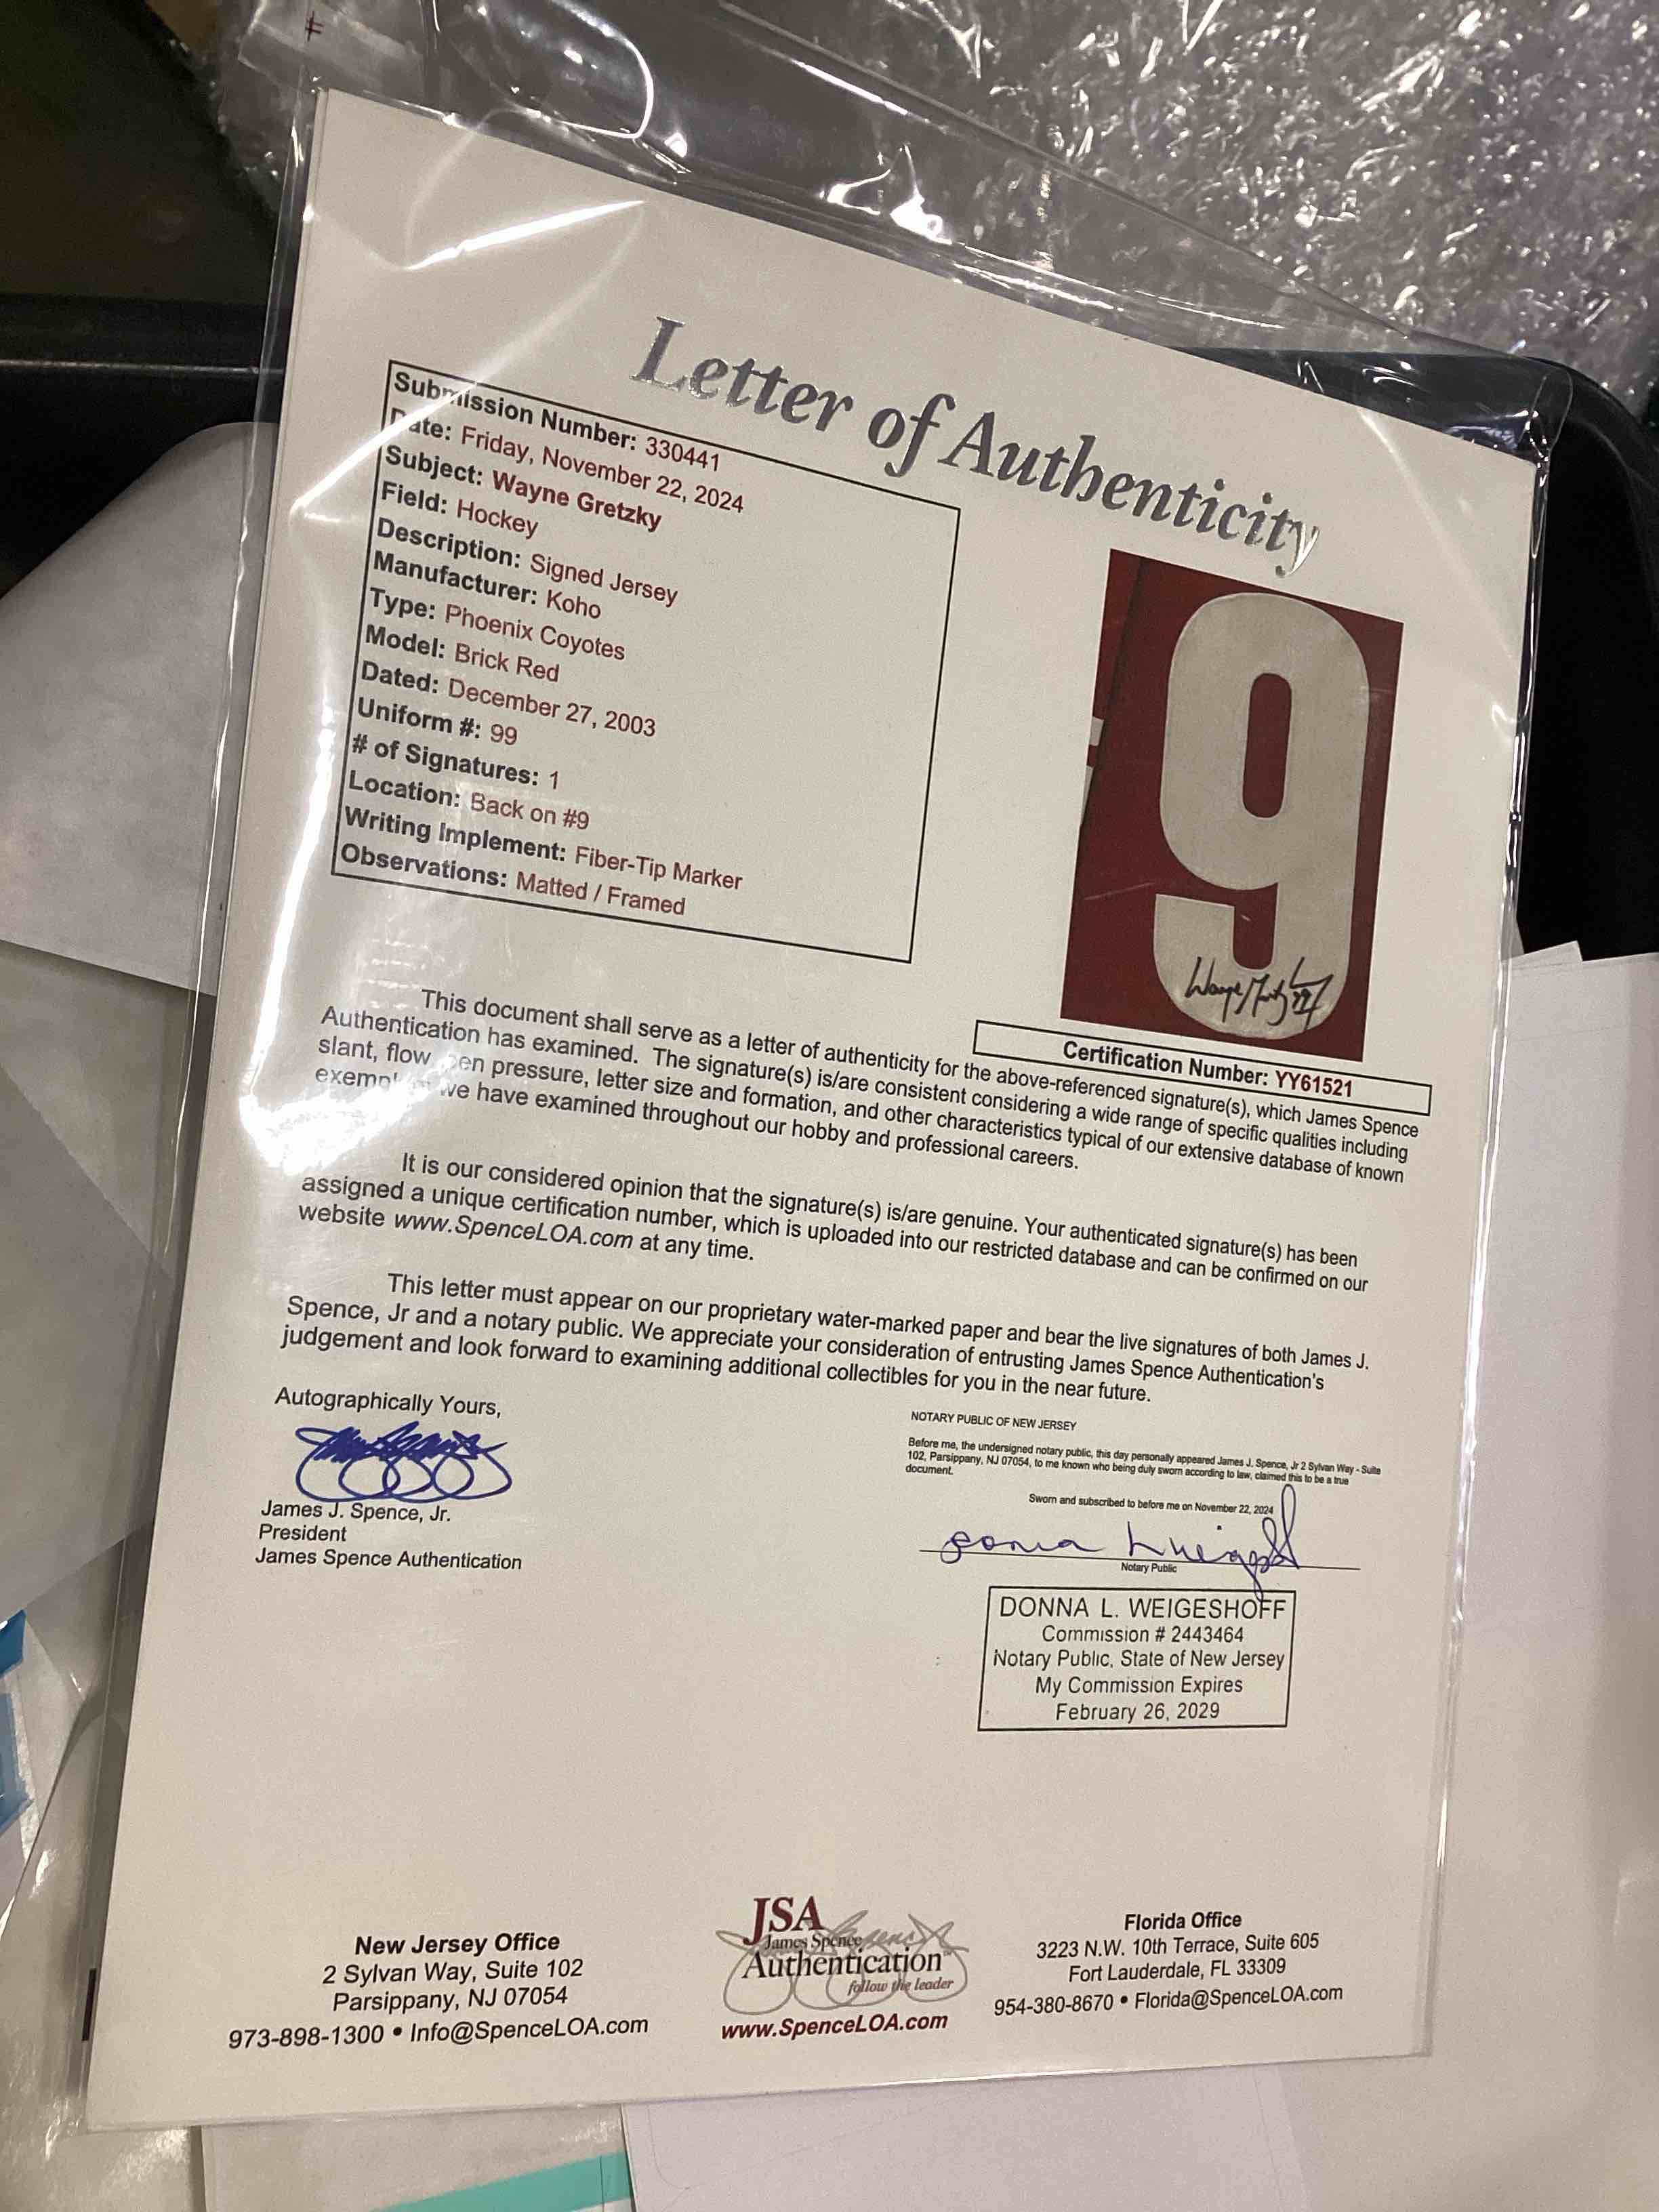 Letter of Authenticity
Submission Number: 330441
Date: Friday, November 22, 2024
Subject: Wayne Gretzky
Field: Hockey
Description: Signed Jersey
Manufacturer: Koho
Type: Phoenix Coyotes
Model: Brick Red
Dated: December 27, 2003
Uniform #: 99
# of Signatures: 1
Location: Back on #9
Writing Implement: Fiber-Tip Marker
Observations: Matted / Framed
9
Wayne Gretzky 99
Certification Number: YY61521
This document shall serve as a letter of authenticity for the above-referenced signature(s), which James Spence
Authentication has examined. The signature(s) is/are consistent considering a wide range of specific qualities including
slant, flow, pen pressure, letter size and formation, and other characteristics typical of our extensive database of known
exemplars we have examined throughout our hobby and professional careers.
It is our considered opinion that the signature(s) is/are genuine. Your authenticated signature(s) has been
assigned a unique certification number, which is uploaded into our restricted database and can be confirmed on our
website www.SpenceLOA.com at any time.
This letter must appear on our proprietary water-marked paper and bear the live signatures of both James J.
Spence, Jr and a notary public. We appreciate your consideration of entrusting James Spence Authentication's
judgement and look forward to examining additional collectibles for you in the near future.
Autographically Yours,
James J. Spence, Jr.
President
James Spence Authentication
NOTARY PUBLIC OF NEW JERSEY
Before me, the undersigned notary public, this day personally appeared James J. Spence, Jr 2 Sylvan Way - Suite
102, Parsippany, NJ 07054, to me known who being duly sworn according to law, claimed this to be a true
document.
Sworn and subscribed to before me on November 22, 2024
Notary Public
DONNA L. WEIGESHOFF
Commission # 2443464
Notary Public, State of New Jersey
My Commission Expires
February 26, 2029
New Jersey Office
2 Sylvan Way, Suite 102
Parsippany, NJ 07054
973-898-1300 • Info@SpenceLOA.com
JSA
James Spence
Authentication™
follow the leader
www.SpenceLOA.com
Florida Office
3223 N.W. 10th Terrace, Suite 605
Fort Lauderdale, FL 33309
954-380-8670 • Florida@SpenceLOA.com